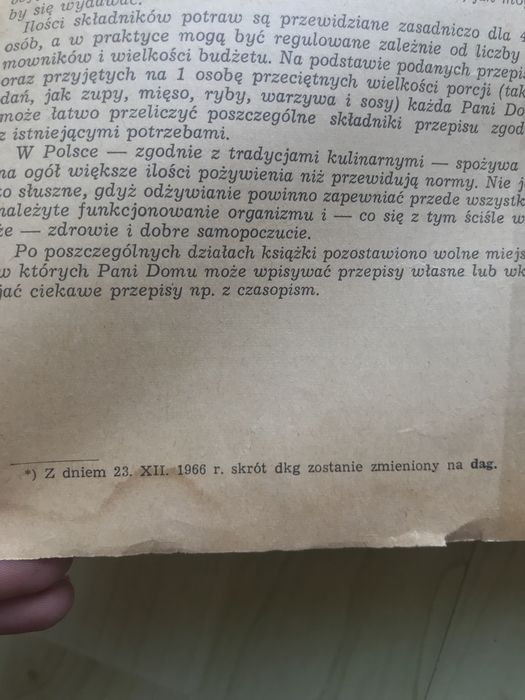 by się wydawać.
Ilości składników potraw są przewidziane zasadniczo dla 4
osób, a w praktyce mogą być regulowane zależnie od liczby
mowników i wielkości budżetu. Na podstawie podanych przepi
oraz przyjętych na 1 osobę przeciętnych wielkości porcji (tak
dań, jak zupy, mięso, ryby, warzywa i sosy) każda Pani Do
może łatwo przeliczyć poszczególne składniki przepisu zgod
z istniejącymi potrzebami.
W Polsce — zgodnie z tradycjami kulinarnymi — spożywa
na ogół większe ilości pożywienia niż przewidują normy. Nie j
to słuszne, gdyż odżywianie powinno zapewniać przede wszystk
należyte funkcjonowanie organizmu i — co się z tym ściśle w
że — zdrowie i dobre samopoczucie.
Po poszczególnych działach książki pozostawiono wolne miejs
w których Pani Domu może wpisywać przepisy własne lub wk
jać ciekawe przepisy np. z czasopism.
*) Z dniem 23. XII. 1966 r. skrót dkg zostanie zmieniony na dag.